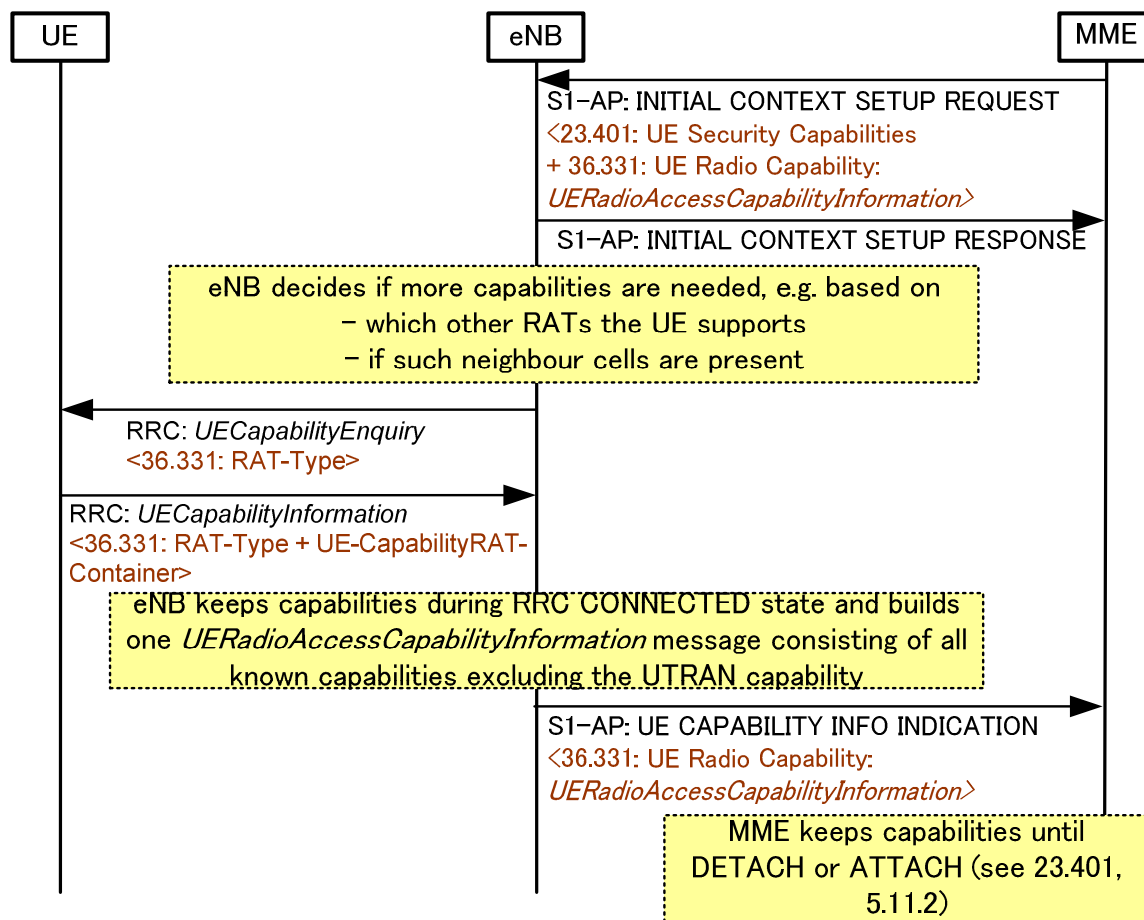 UE
eNB
MME
S1-AP: INITIAL CONTEXT SETUP REQUEST
<23.401: UE Security Capabilities
+ 36.331: UE Radio Capability:
UERadioAccessCapabilityInformation>
S1-AP: INITIAL CONTEXT SETUP RESPONSE
eNB decides if more capabilities are needed, e.g. based on
- which other RATs the UE supports
- if such neighbour cells are present
RRC: UECapabilityEnquiry
<36.331: RAT-Type>
RRC: UECapabilityInformation
<36.331: RAT-Type + UE-CapabilityRAT-
Container>
eNB keeps capabilities during RRC CONNECTED state and builds
one UERadioAccessCapabilityInformation message consisting of all
known capabilities excluding the UTRAN capability
S1-AP: UE CAPABILITY INFO INDICATION
<36.331: UE Radio Capability:
UERadioAccessCapabilityInformation>
MME keeps capabilities until
DETACH or ATTACH (see 23.401,
5.11.2)